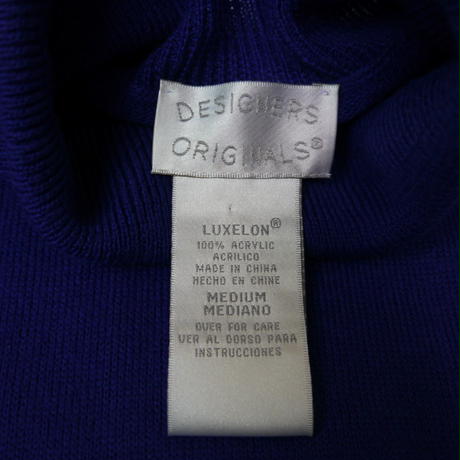 DESIGNERS
ORIGINALS®
LUXELON®
100% ACRYLIC
ACRILICO
MADE IN CHINA
HECHO EN CHINE
MEDIUM
MEDIANO
OVER FOR CARE
VER AL DORSO PARA
INSTRUCCIONES